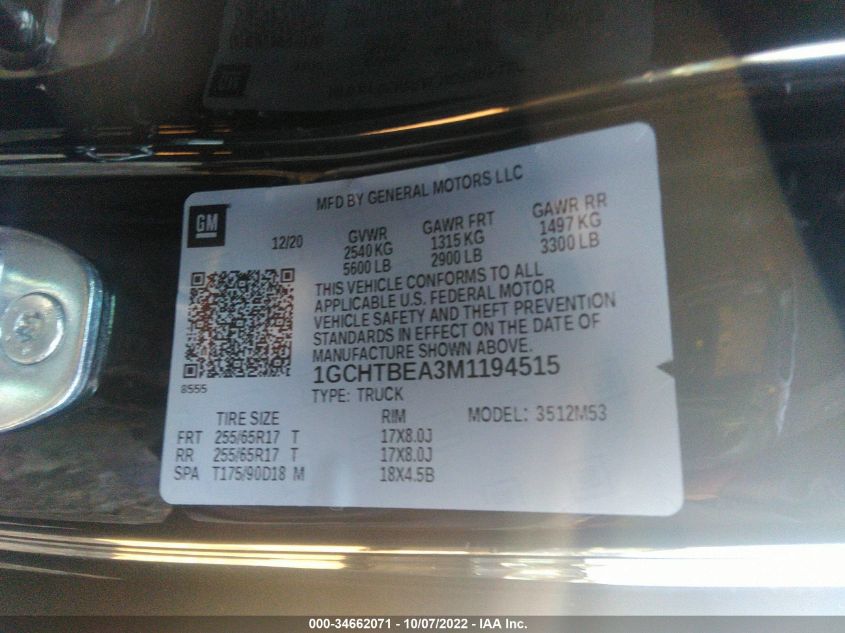 MFD BY GENERAL MOTORS LLC
GM
12/20
GVWR GAWR FRT GAWR RR
2540 KG 1315 KG 1497 KG
5600 LB 2900 LB 3300 LB
THIS VEHICLE CONFORMS TO ALL
APPLICABLE U.S. FEDERAL MOTOR
VEHICLE SAFETY AND THEFT PREVENTION
STANDARDS IN EFFECT ON THE DATE OF
MANUFACTURE SHOWN ABOVE.
8555
1GCHTBEA3M1194515
TYPE: TRUCK
TIRE SIZE RIM MODEL: 3512M53
FRT 255/65R17 T 17X8.0J
RR 255/65R17 T 17X8.0J
SPA T175/90D18 M 18X4.5B
000-34662071 - 10/07/2022 - IAA Inc.